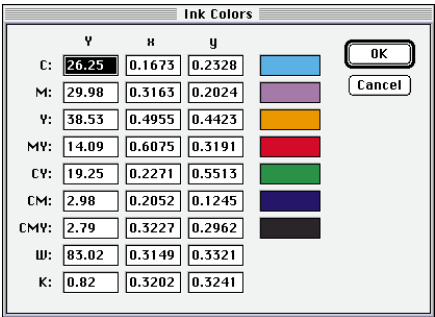 Ink Colors
Y x y
C: 26.25 0.1673 0.2328
M: 29.98 0.3163 0.2024
Y: 38.53 0.4955 0.4423
MY: 14.09 0.6075 0.3191
CY: 19.25 0.2271 0.5513
CM: 2.98 0.2052 0.1245
CMY: 2.79 0.3227 0.2962
W: 83.02 0.3149 0.3321
K: 0.82 0.3202 0.3241
OK
Cancel